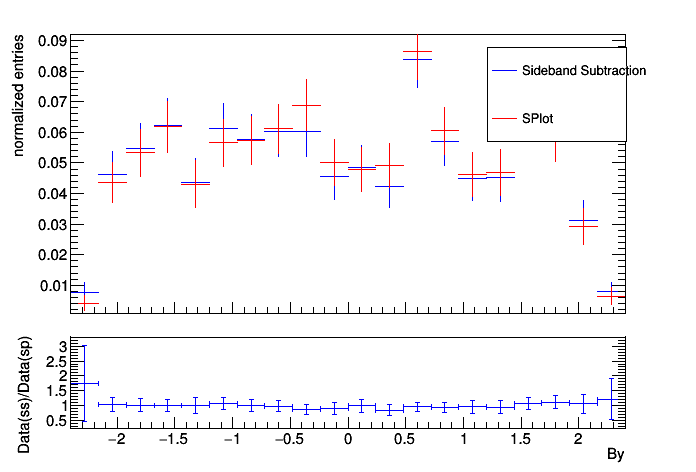 normalized entries
0.09
0.08
0.07
0.06
0.05
0.04
0.03
0.02
0.01
Sideband Subtraction
SPlot
Data(ss)/Data(sp)
3
2.5
2
1.5
1
0.5
−2 −1.5 −1 −0.5 0 0.5 1 1.5 2
By